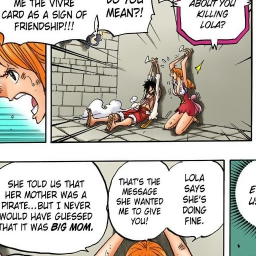 ME THE VIVRE
CARD AS A SIGN OF
FRIENDSHIP!!!
YOU
MEAN?!
ABOUT YOU
KILLING
LOLA?
SHE TOLD US THAT
HER MOTHER WAS A
PIRATE...BUT I NEVER
WOULD HAVE GUESSED
THAT IT WAS BIG MOM.
THAT'S THE
MESSAGE
SHE WANTED
ME TO
GIVE YOU!
LOLA
SAYS
SHE'S
DOING
FINE.